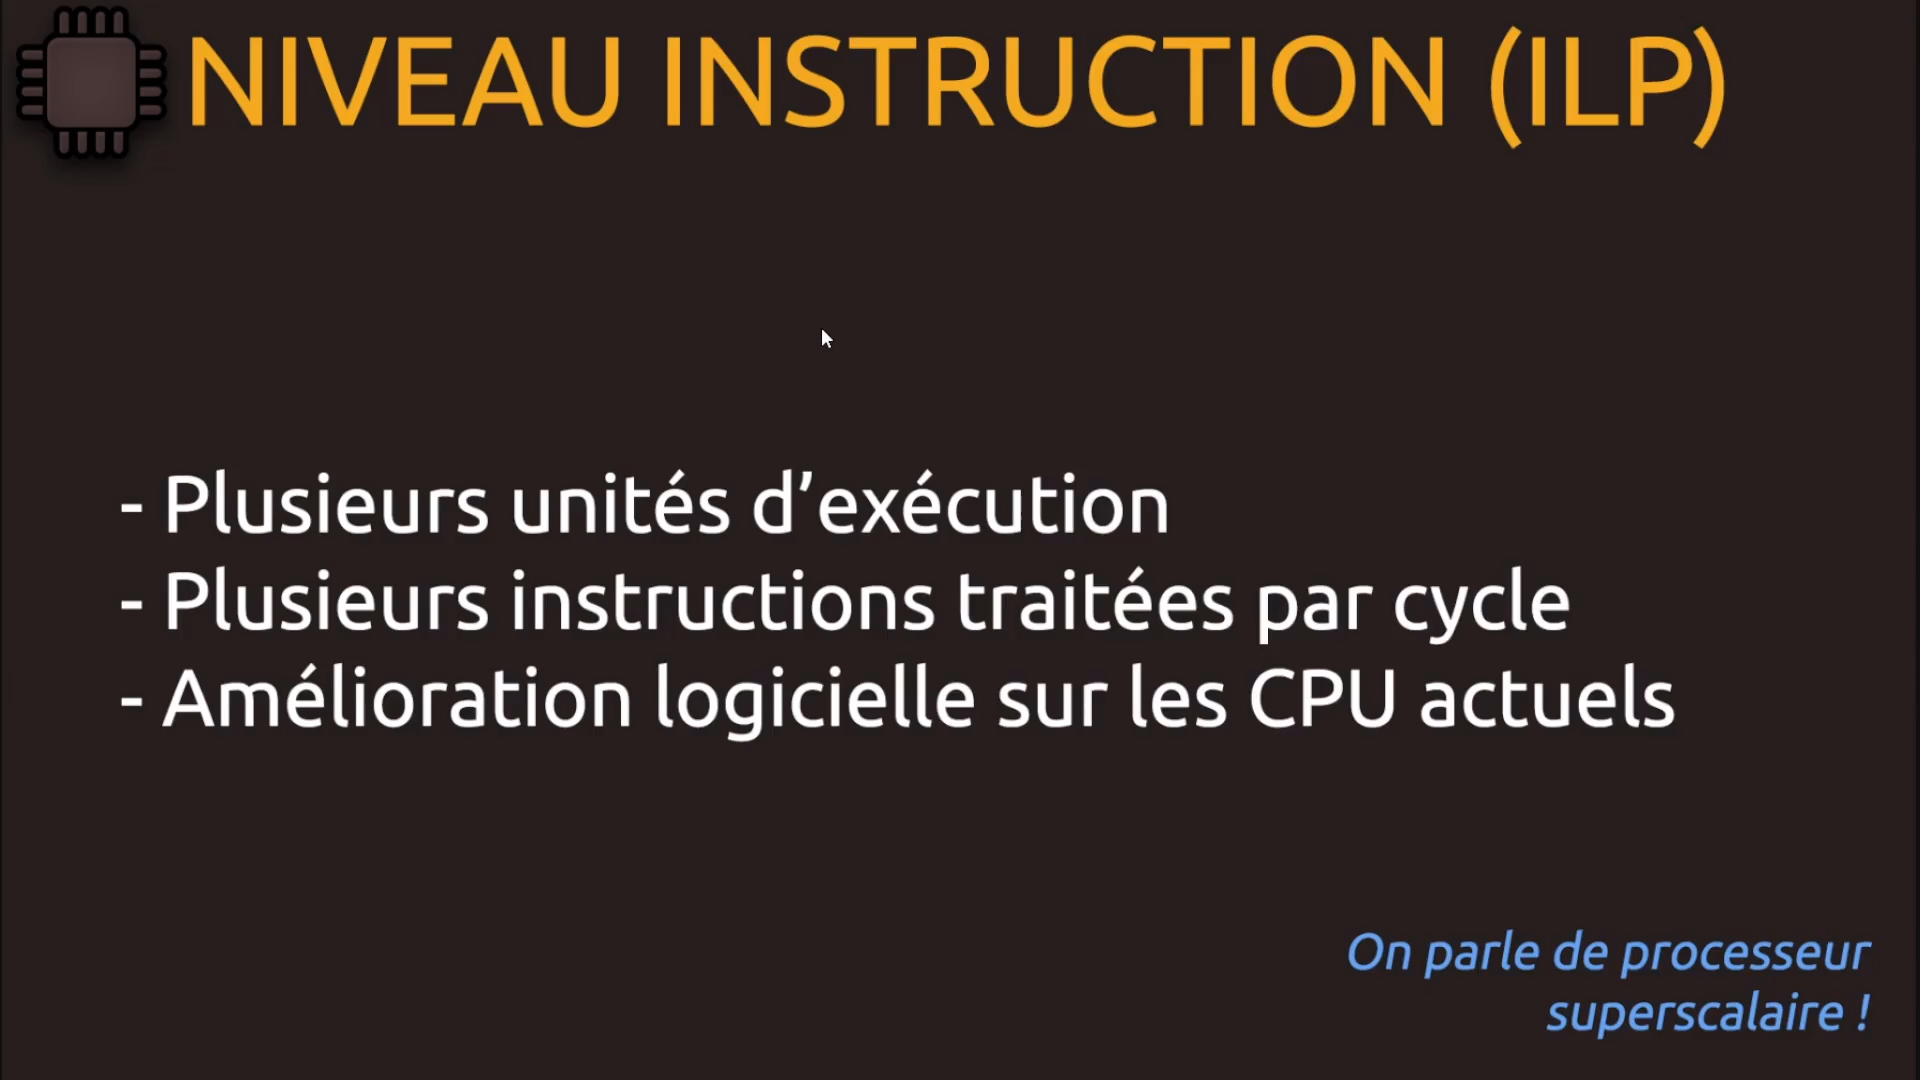 NIVEAU INSTRUCTION (ILP)
- Plusieurs unités d’exécution
- Plusieurs instructions traitées par cycle
- Amélioration logicielle sur les CPU actuels
On parle de processeur
superscalaire !